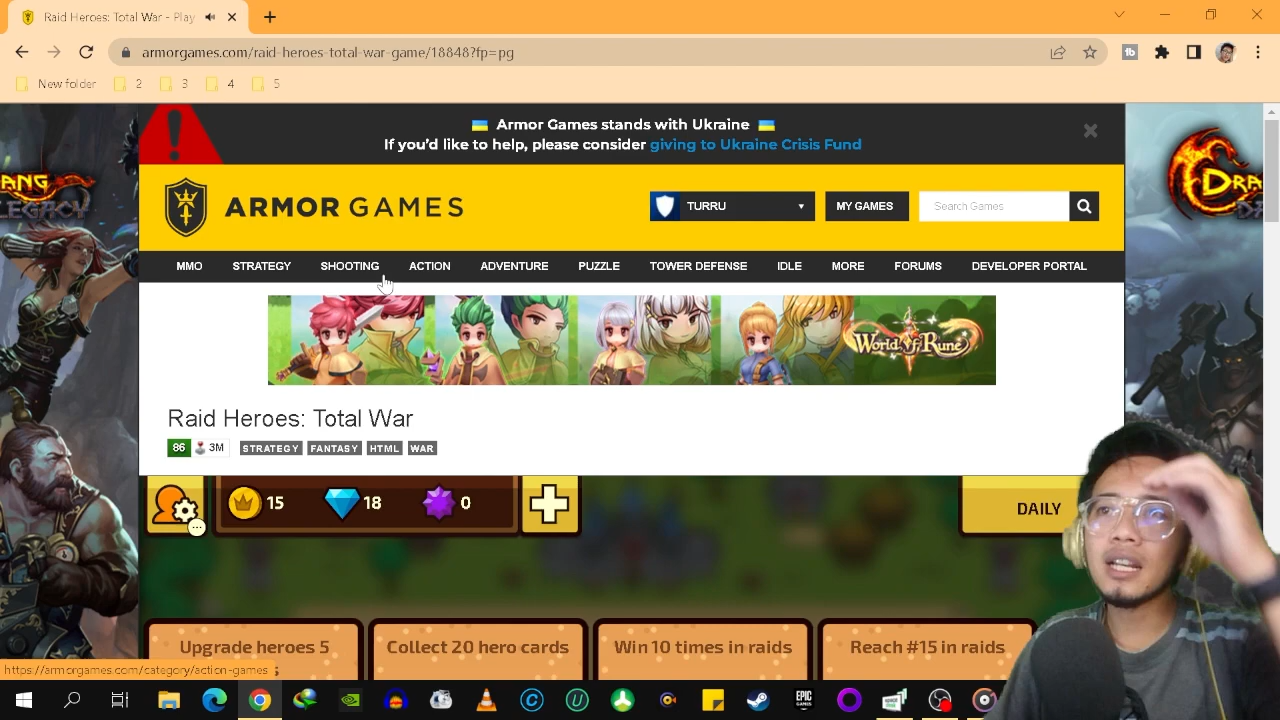 Raid Heroes: Total War - Play
armorgames.com/raid-heroes-total-war-game/18848?fp=pg
New folder 2 3 4 5
Armor Games stands with Ukraine
If you'd like to help, please consider giving to Ukraine Crisis Fund
ANG
LEGACY
DRA
ARMOR GAMES
TURRU
MY GAMES
Search Games
MMO STRATEGY SHOOTING ACTION ADVENTURE PUZZLE TOWER DEFENSE IDLE MORE FORUMS DEVELOPER PORTAL
World of Rune
Raid Heroes: Total War
86 3M STRATEGY FANTASY HTML WAR
15 18 0
DAILY
Upgrade heroes 5
Collect 20 hero cards
Win 10 times in raids
Reach #15 in raids
https://armorgames.com/category/action-games
EPIC GAMES